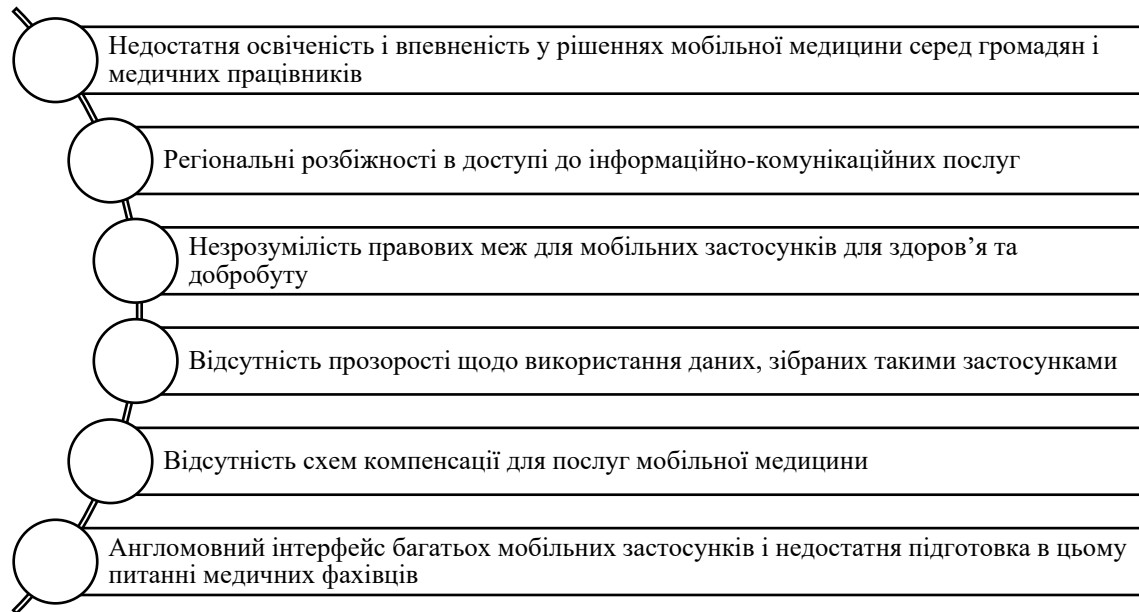 Недостатня освіченість і впевненість у рішеннях мобільної медицини серед громадян і
медичних працівників
Регіональні розбіжності в доступі до інформаційно-комунікаційних послуг
Незрозумілість правових меж для мобільних застосунків для здоров’я та
добробуту
Відсутність прозорості щодо використання даних, зібраних такими застосунками
Відсутність схем компенсації для послуг мобільної медицини
Англомовний інтерфейс багатьох мобільних застосунків і недостатня підготовка в цьому
питанні медичних фахівців